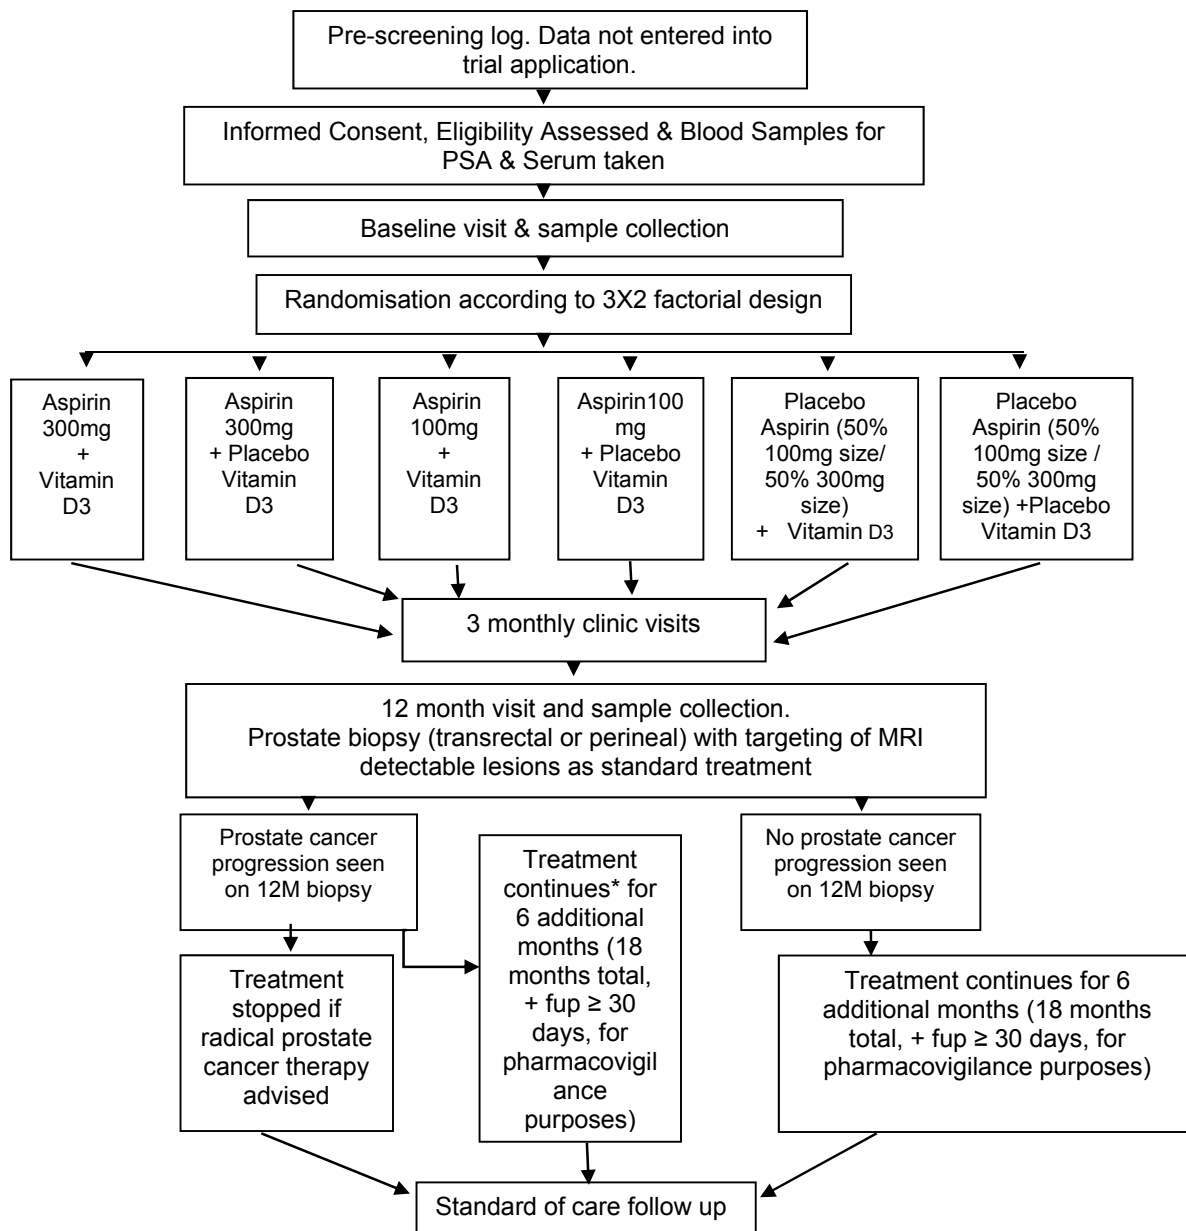 Pre-screening log. Data not entered into
trial application.
Informed Consent, Eligibility Assessed & Blood Samples for
PSA & Serum taken
Baseline visit & sample collection
Randomisation according to 3X2 factorial design
Aspirin
300mg
+
Vitamin
D3
Aspirin
300mg
+ Placebo
Vitamin
D3
Aspirin
100mg
+
Vitamin
D3
Aspirin100
mg
+ Placebo
Vitamin
D3
Placebo
Aspirin (50%
100mg size/
50% 300mg
size)
+ Vitamin D3
Placebo
Aspirin (50%
100mg size /
50% 300mg
size) +Placebo
Vitamin D3
3 monthly clinic visits
12 month visit and sample collection.
Prostate biopsy (transrectal or perineal) with targeting of MRI
detectable lesions as standard treatment
Prostate cancer
progression seen
on 12M biopsy
Treatment
continues* for
6 additional
months (18
months total,
+ fup ≥ 30
days, for
pharmacovigil
ance
purposes)
No prostate cancer
progression seen
on 12M biopsy
Treatment
stopped if
radical prostate
cancer therapy
advised
Treatment continues for 6
additional months (18 months
total, + fup ≥ 30 days, for
pharmacovigilance purposes)
Standard of care follow up